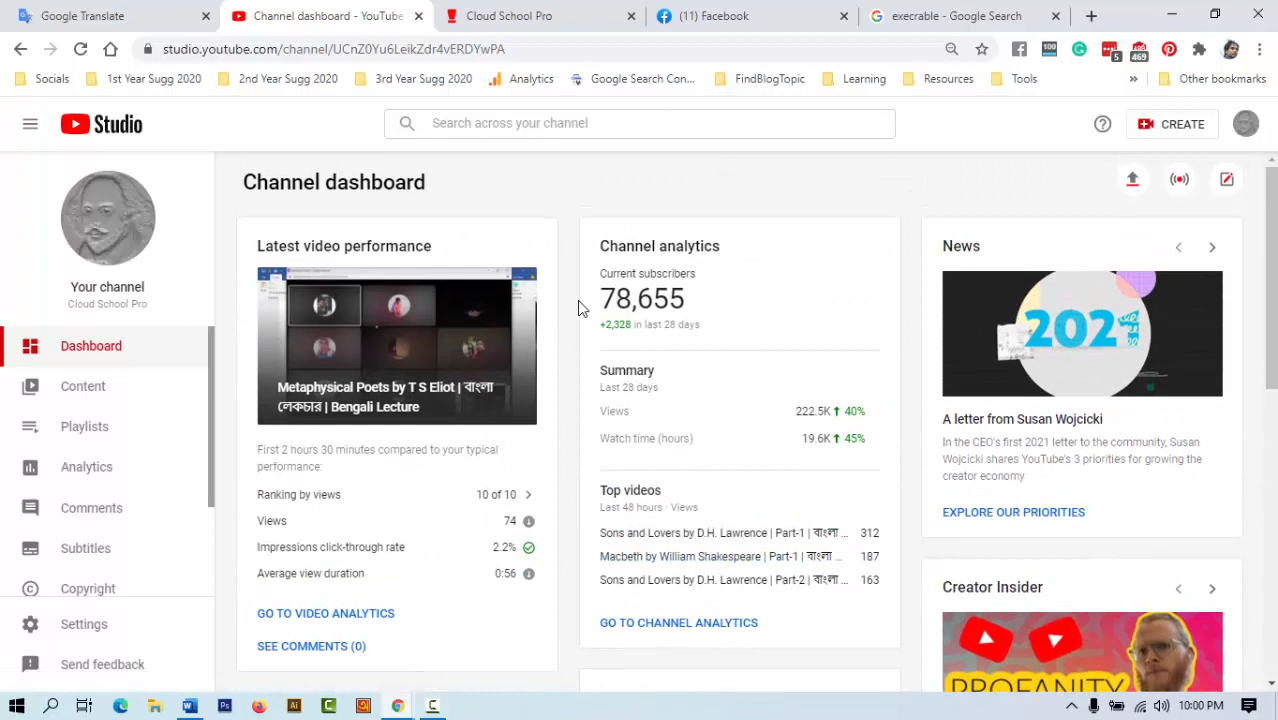 Google Translate
Dashboard - YouTube
Cloud School Pro
(11) Facebook
execrable - Google Search
studio.youtube.com/channel/UCnZ0Yu6LeikZdr4vERDYwPA
100
5
469
Socials
1st Year Sugg 2020
2nd Year Sugg 2020
3rd Year Sugg 2020
Analytics
Google Search Con...
FindBlogTopic
Learning
Resources
Tools
Other bookmarks
Studio
Search across your channel
CREATE
Channel dashboard
Your channel
Cloud School Pro
Dashboard
Content
Playlists
Analytics
Comments
Subtitles
Copyright
Settings
Send feedback
Latest video performance
Metaphysical Poets by T S Eliot | বাংলা
লেকচার | Bengali Lecture
First 2 hours 30 minutes compared to your typical
performance:
Ranking by views 10 of 10
Views 74
Impressions click-through rate 2.2%
Average view duration 0:56
GO TO VIDEO ANALYTICS
SEE COMMENTS (0)
Channel analytics
Current subscribers
78,655
+2,328 in last 28 days
Summary
Last 28 days
Views 222.5K 40%
Watch time (hours) 19.6K 45%
Top videos
Last 48 hours · Views
Sons and Lovers by D.H. Lawrence | Part-1 | বাংলা ... 312
Macbeth by William Shakespeare | Part-1 | বাংলা ... 187
Sons and Lovers by D.H. Lawrence | Part-2 | বাংলা ... 163
GO TO CHANNEL ANALYTICS
News
2021
A letter from Susan Wojcicki
In the CEO's first 2021 letter to the community, Susan
Wojcicki shares YouTube's 3 priorities for growing the
creator economy
EXPLORE OUR PRIORITIES
Creator Insider
PROFANITY
10:00 PM